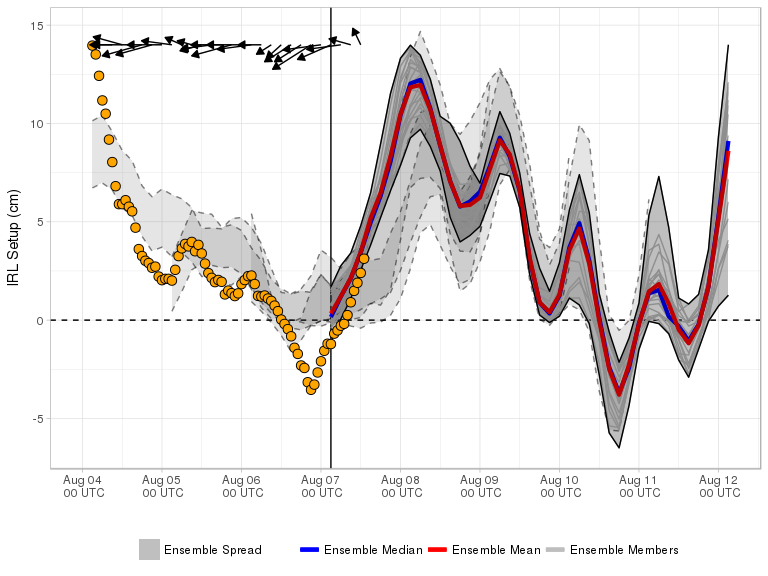 IRL Setup (cm)
15
10
5
0
-5
Aug 04 Aug 05 Aug 06 Aug 07 Aug 08 Aug 09 Aug 10 Aug 11 Aug 12
00 UTC 00 UTC 00 UTC 00 UTC 00 UTC 00 UTC 00 UTC 00 UTC 00 UTC
Ensemble Spread Ensemble Median Ensemble Mean Ensemble Members